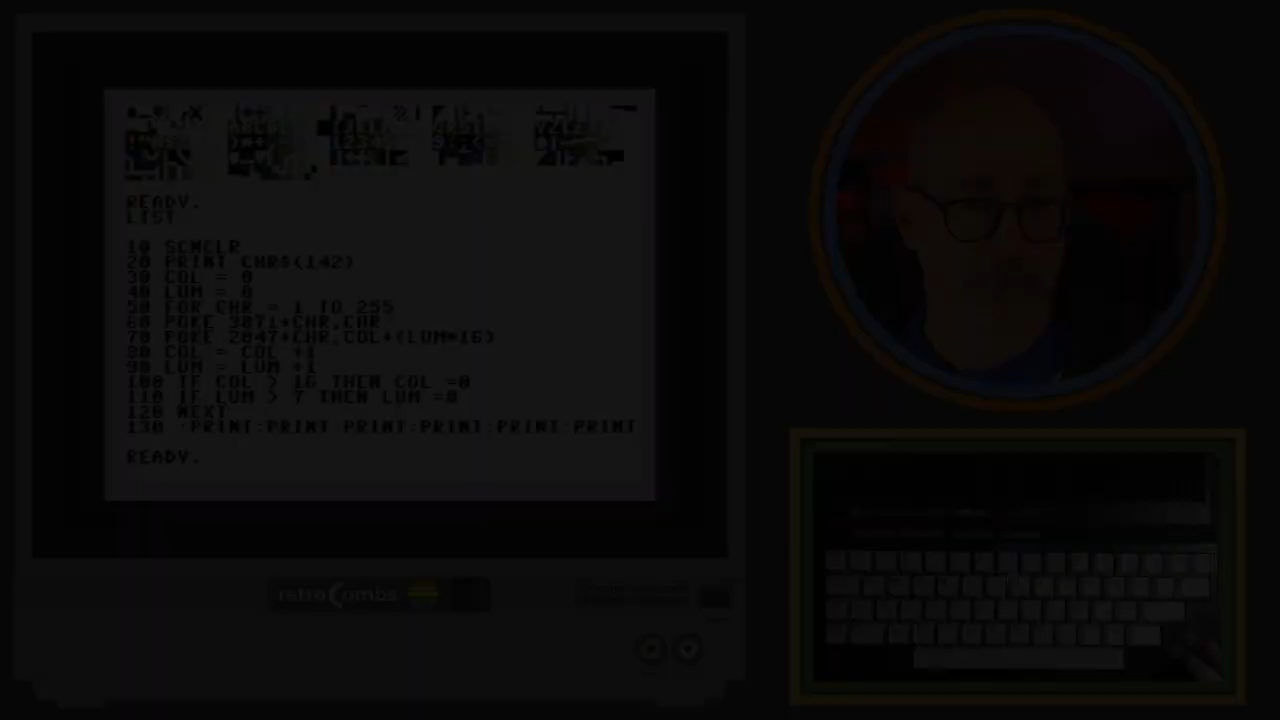 READY.
LIST
10 SCNCLR
20 PRINT CHR$(142)
30 COL = 0
40 LUM = 0
50 FOR CHR = 1 TO 255
60 POKE 3071+CHR,CHR
70 POKE 2047+CHR,COL+(LUM*16)
80 COL = COL +1
90 LUM = LUM +1
100 IF COL > 16 THEN COL =0
110 IF LUM > 7 THEN LUM =0
120 NEXT
130 :PRINT:PRINT:PRINT:PRINT:PRINT:PRINT
READY.
retroCombs